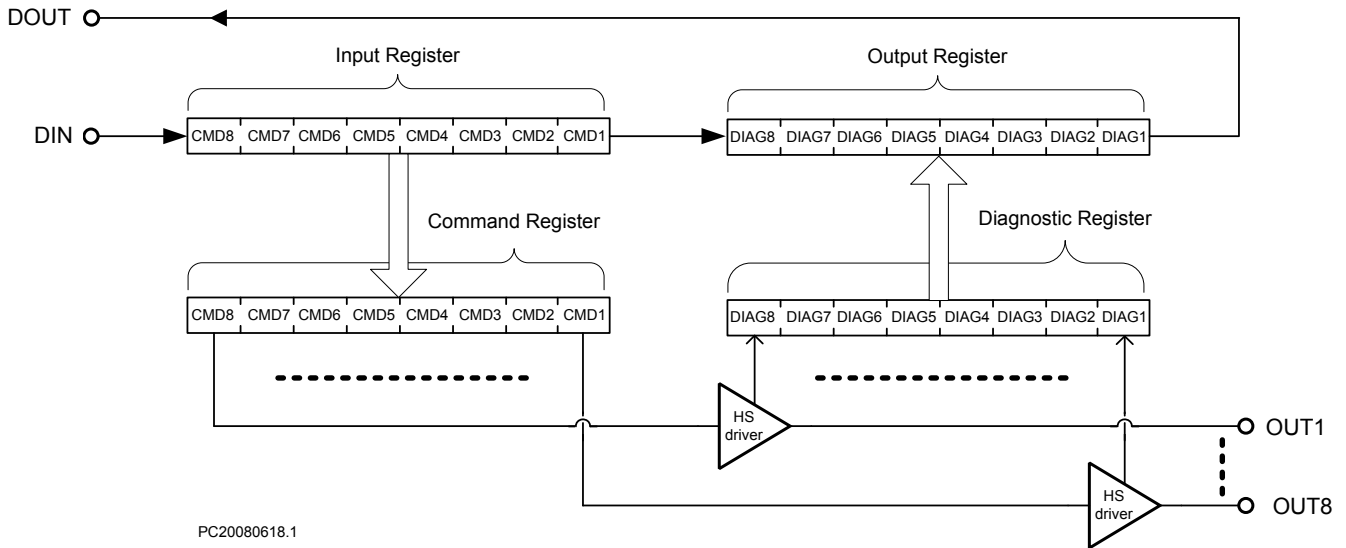 DOUT
Input Register
Output Register
DIN
CMD8 CMD7 CMD6 CMD5 CMD4 CMD3 CMD2 CMD1
DIAG8 DIAG7 DIAG6 DIAG5 DIAG4 DIAG3 DIAG2 DIAG1
Command Register
Diagnostic Register
CMD8 CMD7 CMD6 CMD5 CMD4 CMD3 CMD2 CMD1
DIAG8 DIAG7 DIAG6 DIAG5 DIAG4 DIAG3 DIAG2 DIAG1
HS
driver
OUT1
HS
driver
OUT8
PC20080618.1